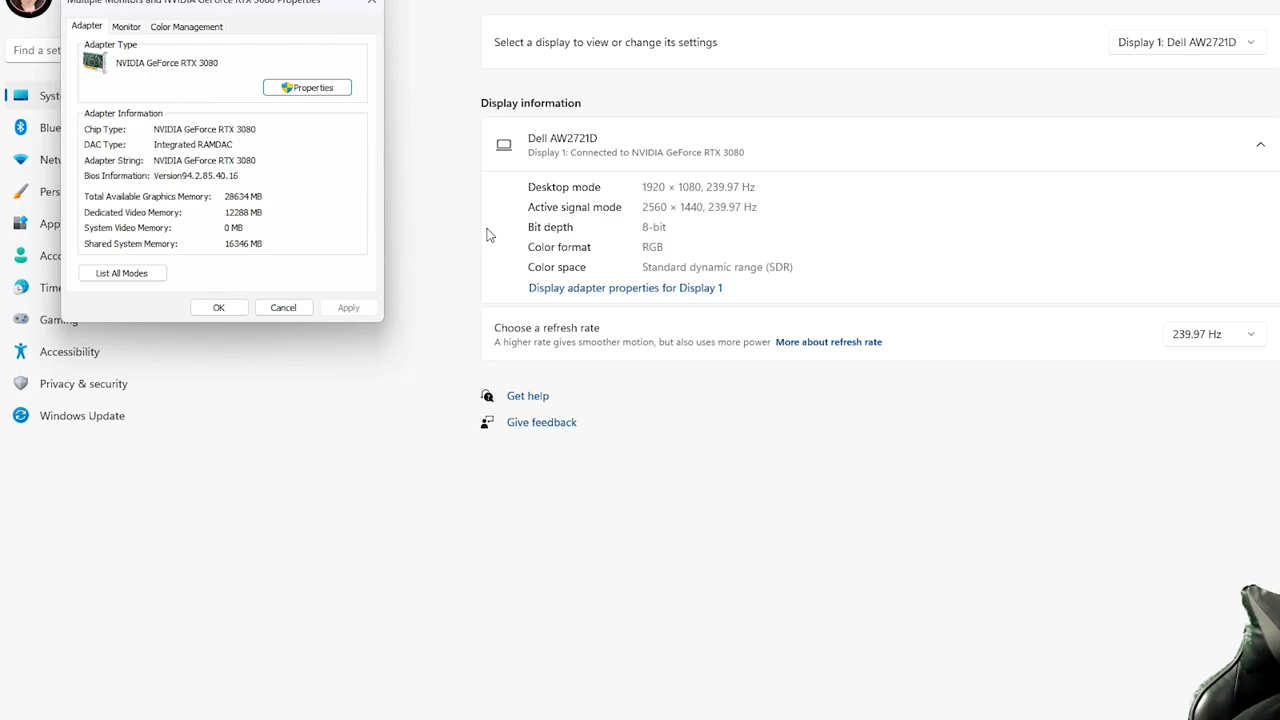 Multiple Monitors and NVIDIA GeForce RTX 3080 Properties
Adapter Monitor Color Management
Adapter Type
NVIDIA GeForce RTX 3080
Properties
Adapter Information
Chip Type: NVIDIA GeForce RTX 3080
DAC Type: Integrated RAMDAC
Adapter String: NVIDIA GeForce RTX 3080
Bios Information: Version94.2.85.40.16
Total Available Graphics Memory: 28634 MB
Dedicated Video Memory: 12288 MB
System Video Memory: 0 MB
Shared System Memory: 16346 MB
List All Modes
OK Cancel Apply
Find a set
Syst
Blue
Netw
Pers
App
Acco
Time
Gaming
Accessibility
Privacy & security
Windows Update
Select a display to view or change its settings
Display 1: Dell AW2721D
Display information
Dell AW2721D
Display 1: Connected to NVIDIA GeForce RTX 3080
Desktop mode 1920 × 1080, 239.97 Hz
Active signal mode 2560 × 1440, 239.97 Hz
Bit depth 8-bit
Color format RGB
Color space Standard dynamic range (SDR)
Display adapter properties for Display 1
Choose a refresh rate
A higher rate gives smoother motion, but also uses more power More about refresh rate
239.97 Hz
Get help
Give feedback